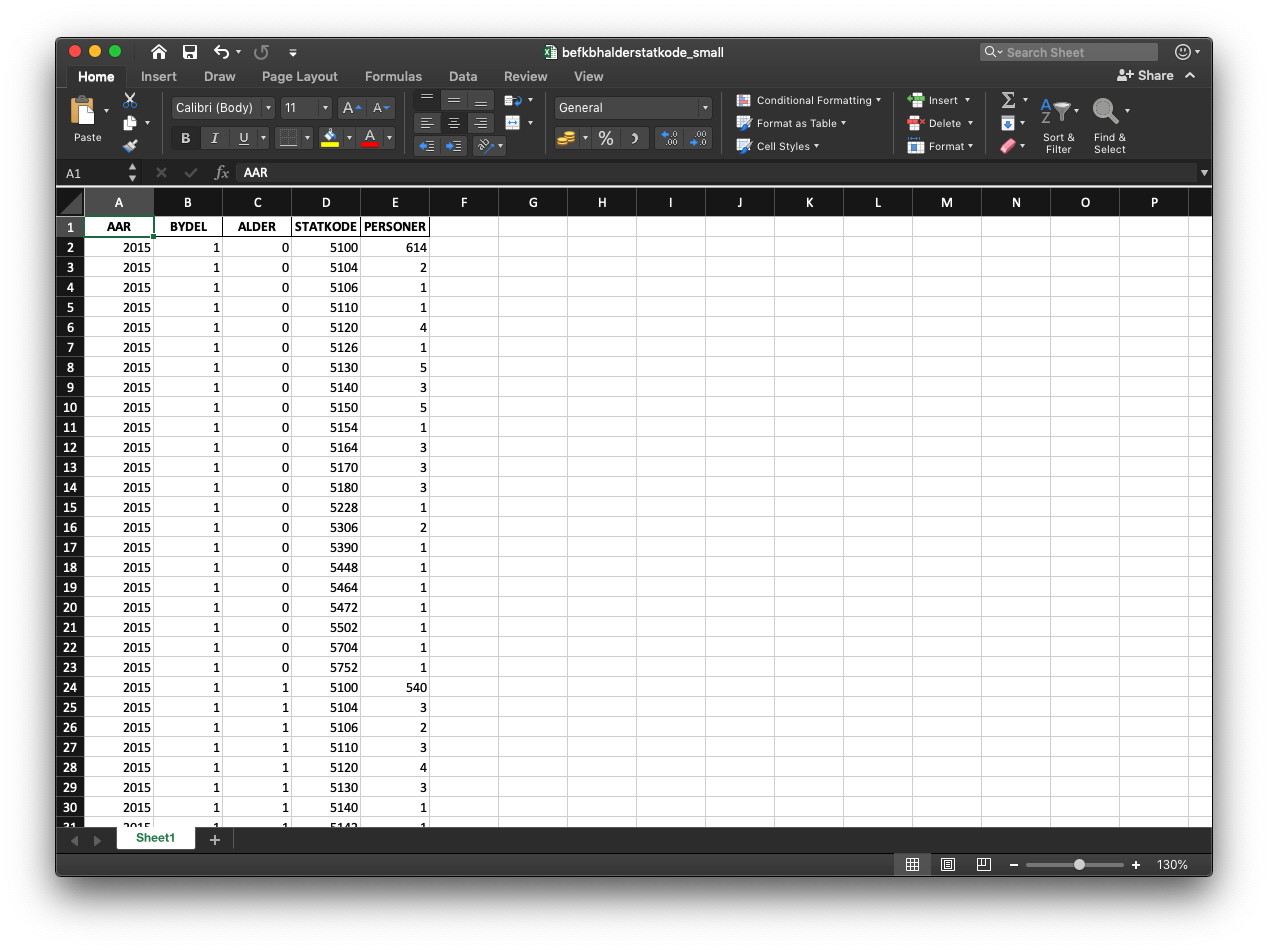 befkbhalderstatkode_small
Search Sheet
Home Insert Draw Page Layout Formulas Data Review View Share
Paste
Calibri (Body) 11 A A
B I U A
General
% .0 .00 .00 .0
Conditional Formatting
Format as Table
Cell Styles
Insert
Delete
Format
Σ
A Z
Sort & Filter
Find & Select
A1 fx AAR
A B C D E F G H I J K L M N O P
1 AAR BYDEL ALDER STATKODE PERSONER
2 2015 1 0 5100 614
3 2015 1 0 5104 2
4 2015 1 0 5106 1
5 2015 1 0 5110 1
6 2015 1 0 5120 4
7 2015 1 0 5126 1
8 2015 1 0 5130 5
9 2015 1 0 5140 3
10 2015 1 0 5150 5
11 2015 1 0 5154 1
12 2015 1 0 5164 3
13 2015 1 0 5170 3
14 2015 1 0 5180 3
15 2015 1 0 5228 1
16 2015 1 0 5306 2
17 2015 1 0 5390 1
18 2015 1 0 5448 1
19 2015 1 0 5464 1
20 2015 1 0 5472 1
21 2015 1 0 5502 1
22 2015 1 0 5704 1
23 2015 1 0 5752 1
24 2015 1 1 5100 540
25 2015 1 1 5104 3
26 2015 1 1 5106 2
27 2015 1 1 5110 3
28 2015 1 1 5120 4
29 2015 1 1 5130 3
30 2015 1 1 5140 1
31 2015 1 1 5142 1
Sheet1 +
130%